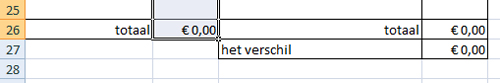 25
26 totaal € 0,00 totaal € 0,00
27 het verschil € 0,00
28